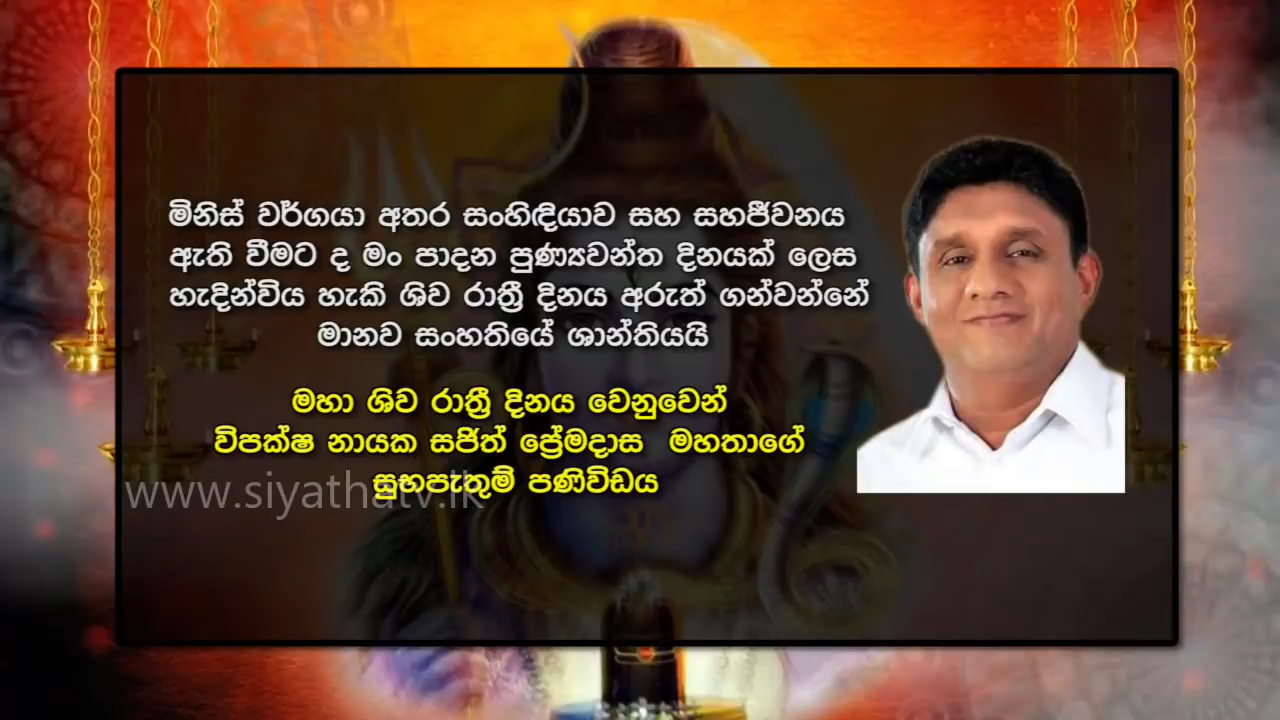 මිනිස් වර්ගයා අතර සංහිඳියාව සහ සහජීවනය
ඇති වීමට ද මං පාදන පුණ්‍යවන්ත දිනයක් ලෙස
හැඳින්විය හැකි ශිව රාත්‍රී දිනය අරුත් ගන්වන්නේ
මානව සංහතියේ ශාන්තියයි
මහා ශිව රාත්‍රී දිනය වෙනුවෙන්
විපක්ෂ නායක සජිත් ප්‍රේමදාස මහතාගේ
සුභපැතුම් පණිවිඩය
www.siyathatv.lk